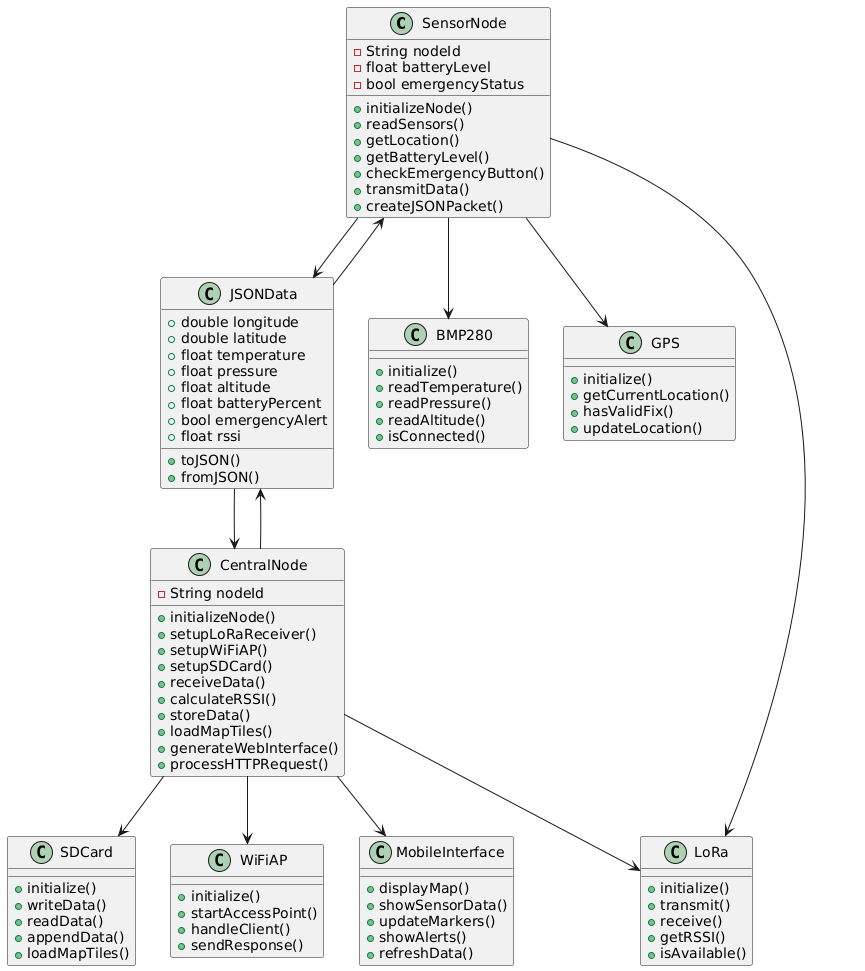 C SensorNode
String nodeId
float batteryLevel
bool emergencyStatus
initializeNode()
readSensors()
getLocation()
getBatteryLevel()
checkEmergencyButton()
transmitData()
createJSONPacket()
C JSONData
double longitude
double latitude
float temperature
float pressure
float altitude
float batteryPercent
bool emergencyAlert
float rssi
toJSON()
fromJSON()
C BMP280
initialize()
readTemperature()
readPressure()
readAltitude()
isConnected()
C GPS
initialize()
getCurrentLocation()
hasValidFix()
updateLocation()
C CentralNode
String nodeId
initializeNode()
setupLoRaReceiver()
setupWiFiAP()
setupSDCard()
receiveData()
calculateRSSI()
storeData()
loadMapTiles()
generateWebInterface()
processHTTPRequest()
C SDCard
initialize()
writeData()
readData()
appendData()
loadMapTiles()
C WiFiAP
initialize()
startAccessPoint()
handleClient()
sendResponse()
C MobileInterface
displayMap()
showSensorData()
updateMarkers()
showAlerts()
refreshData()
C LoRa
initialize()
transmit()
receive()
getRSSI()
isAvailable()